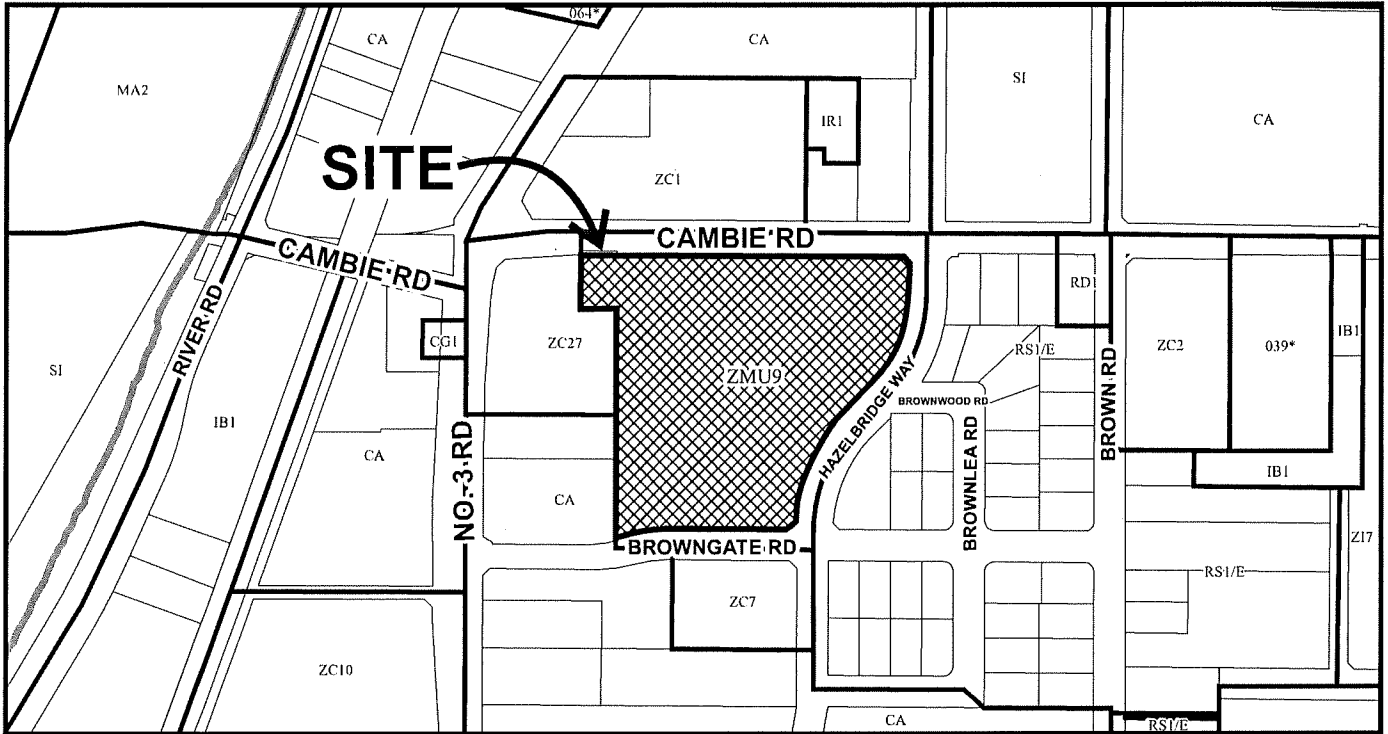 064*
CA
CA
MA2
SI
CA
IR1
SITE
ZC1
CAMBIE RD
CAMBIE RD
RD1
IB1
RIVER RD
CG1
ZC27
RS1/E
ZC2
039*
SI
ZMU9
HAZELBRIDGE WAY
BROWNWOOD RD
BROWN RD
IB1
CA
NO. 3 RD
CA
BROWNLEA RD
IB1
BROWNGATE RD
ZI7
RS1/E
ZC7
ZC10
CA
RS1/E